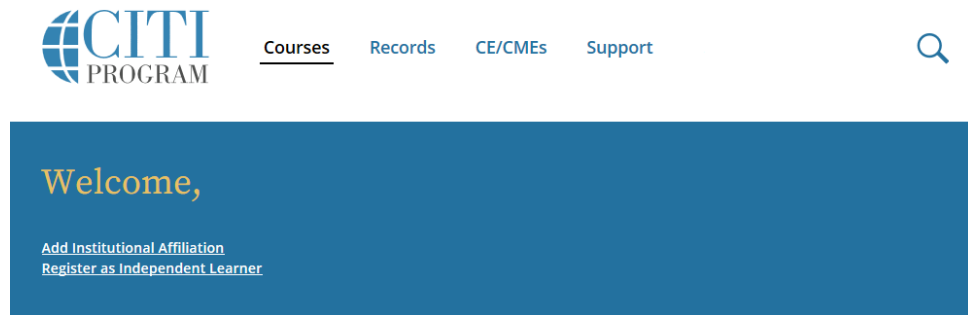 CITI
PROGRAM
Courses Records CE/CMEs Support
Welcome,
Add Institutional Affiliation
Register as Independent Learner